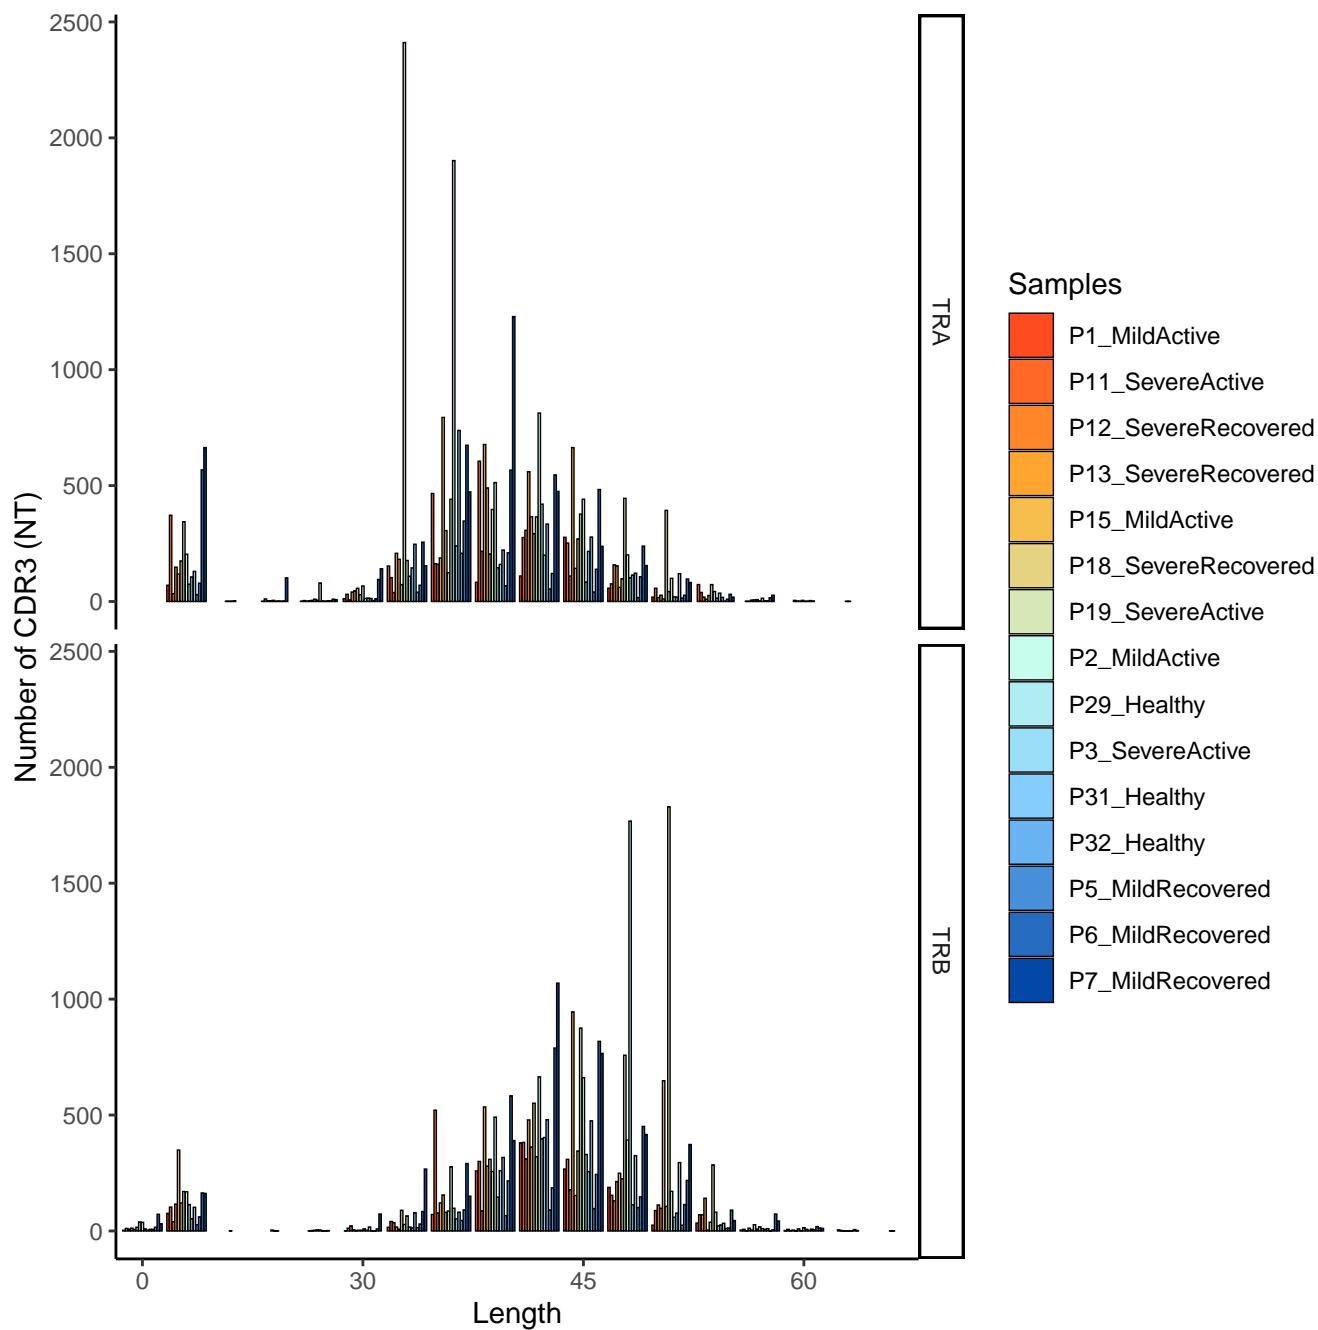 2500
2000
1500
1000
500
0
TRA
2500
2000
1500
1000
500
0
TRB
Number of CDR3 (NT)
0
30
45
60
Length
Samples
P1_MildActive
P11_SevereActive
P12_SevereRecovered
P13_SevereRecovered
P15_MildActive
P18_SevereRecovered
P19_SevereActive
P2_MildActive
P29_Healthy
P3_SevereActive
P31_Healthy
P32_Healthy
P5_MildRecovered
P6_MildRecovered
P7_MildRecovered